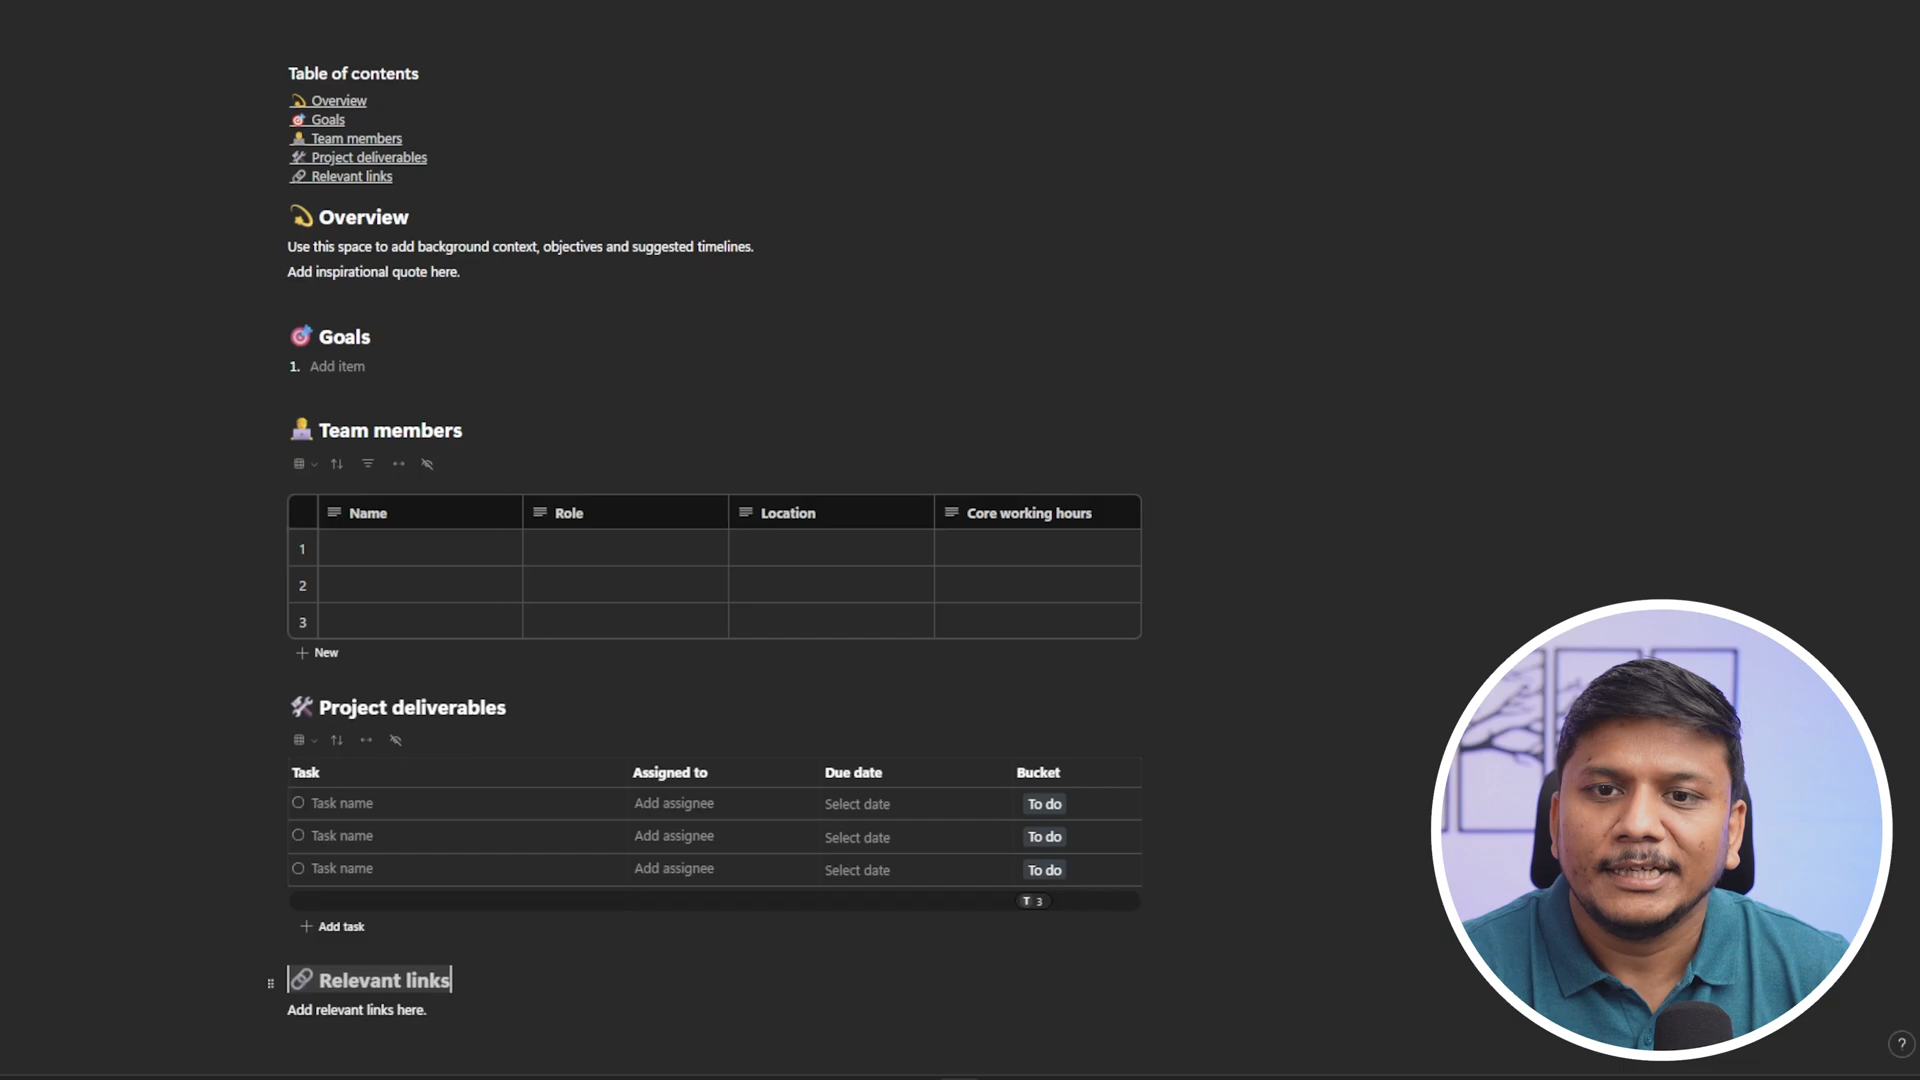 Table of contents
Overview
Goals
Team members
Project deliverables
Relevant links
Overview
Use this space to add background context, objectives and suggested timelines.
Add inspirational quote here.
Goals
1. Add item
Team members
Name Role Location Core working hours
1
2
3
New
Project deliverables
Task Assigned to Due date Bucket
Task name Add assignee Select date To do
Task name Add assignee Select date To do
Task name Add assignee Select date To do
T 3
Add task
Relevant links
Add relevant links here.
?